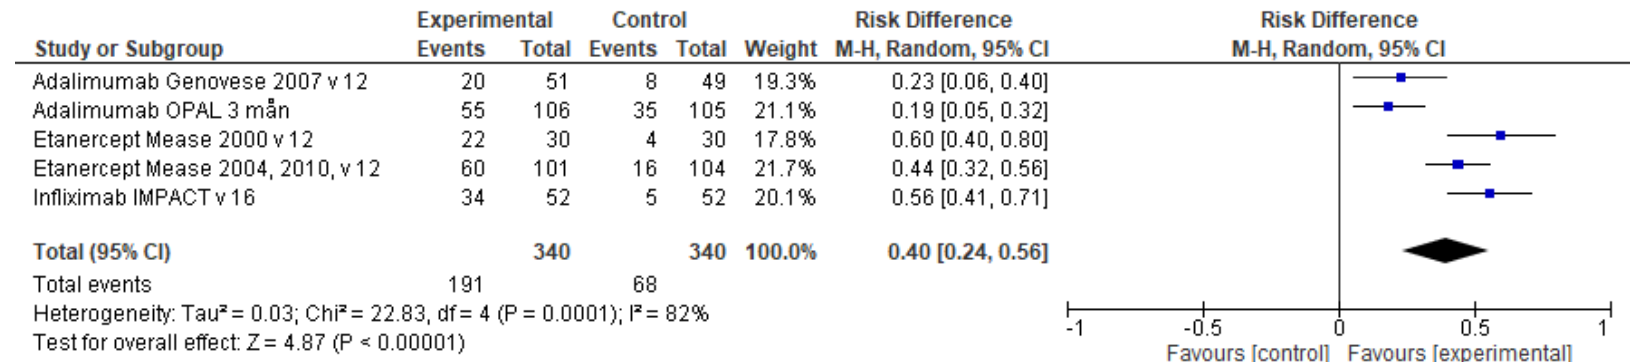 Experimental Control Risk Difference Risk Difference
Study or Subgroup Events Total Events Total Weight M-H, Random, 95% CI M-H, Random, 95% CI
Adalimumab Genovese 2007 v 12 20 51 8 49 19.3% 0.23 [0.06, 0.40]
Adalimumab OPAL 3 mån 55 106 35 105 21.1% 0.19 [0.05, 0.32]
Etanercept Mease 2000 v 12 22 30 4 30 17.8% 0.60 [0.40, 0.80]
Etanercept Mease 2004, 2010, v 12 60 101 16 104 21.7% 0.44 [0.32, 0.56]
Infliximab IMPACT v 16 34 52 5 52 20.1% 0.56 [0.41, 0.71]
Total (95% CI) 340 340 100.0% 0.40 [0.24, 0.56]
Total events 191 68
Heterogeneity: Tau² = 0.03; Chi² = 22.83, df = 4 (P = 0.0001); I² = 82%
Test for overall effect: Z = 4.87 (P < 0.00001)
-1 -0.5 0 0.5 1
Favours [control] Favours [experimental]